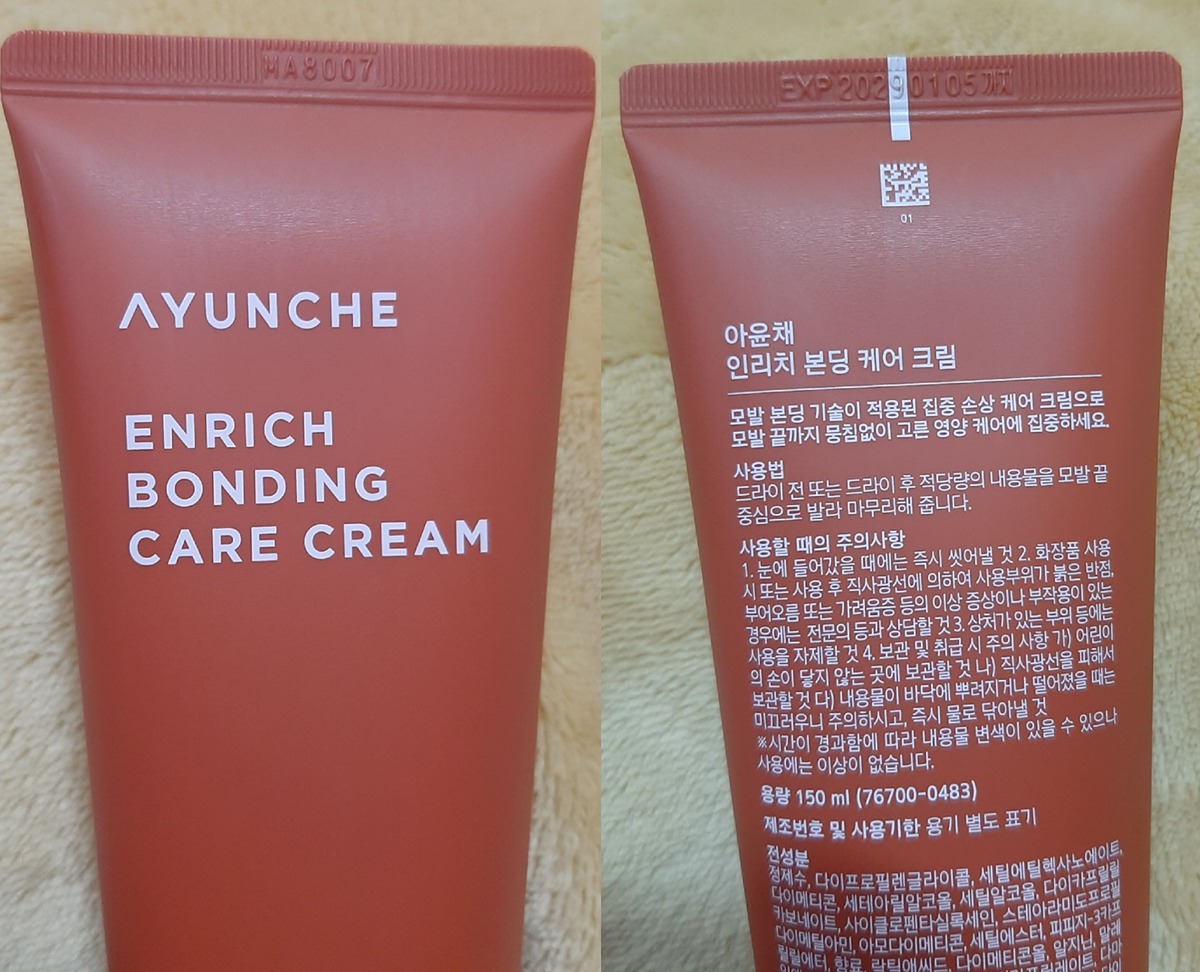 MA8007
AYUNCHE
ENRICH
BONDING
CARE CREAM
EXP 20290105까지
01
아윤채
인리치 본딩 케어 크림
모발 본딩 기술이 적용된 집중 손상 케어 크림으로
모발 끝까지 뭉침없이 고른 영양 케어에 집중하세요.
사용법
드라이 전 또는 드라이 후 적당량의 내용물을 모발 끝
중심으로 발라 마무리해 줍니다.
사용할 때의 주의사항
1. 눈에 들어갔을 때에는 즉시 씻어낼 것 2. 화장품 사용
시 또는 사용 후 직사광선에 의하여 사용부위가 붉은 반점,
부어오름 또는 가려움증 등의 이상 증상이나 부작용이 있는
경우에는 전문의 등과 상담할 것 3. 상처가 있는 부위 등에는
사용을 자제할 것 4. 보관 및 취급 시 주의 사항 가) 어린이
의 손이 닿지 않는 곳에 보관할 것 나) 직사광선을 피해서
보관할 것 다) 내용물이 바닥에 뿌려지거나 떨어졌을 때는
미끄러우니 주의하시고, 즉시 물로 닦아낼 것
※시간이 경과함에 따라 내용물 변색이 있을 수 있으나
사용에는 이상이 없습니다.
용량 150 ml (76700-0483)
제조번호 및 사용기한 용기 별도 표기
전성분
정제수, 다이프로필렌글라이콜, 세틸에틸헥사노에이트,
다이메티콘, 세테아릴알코올, 세틸알코올, 다이카프릴릴
카보네이트, 사이클로펜타실록세인, 스테아라미도프로필
다이메틸아민, 아모다이메티콘, 세틸에스터, 피피지-3카프
릴릴에터, 향료, 락틱애씨드, 다이메티콘올, 알지닌, 말레